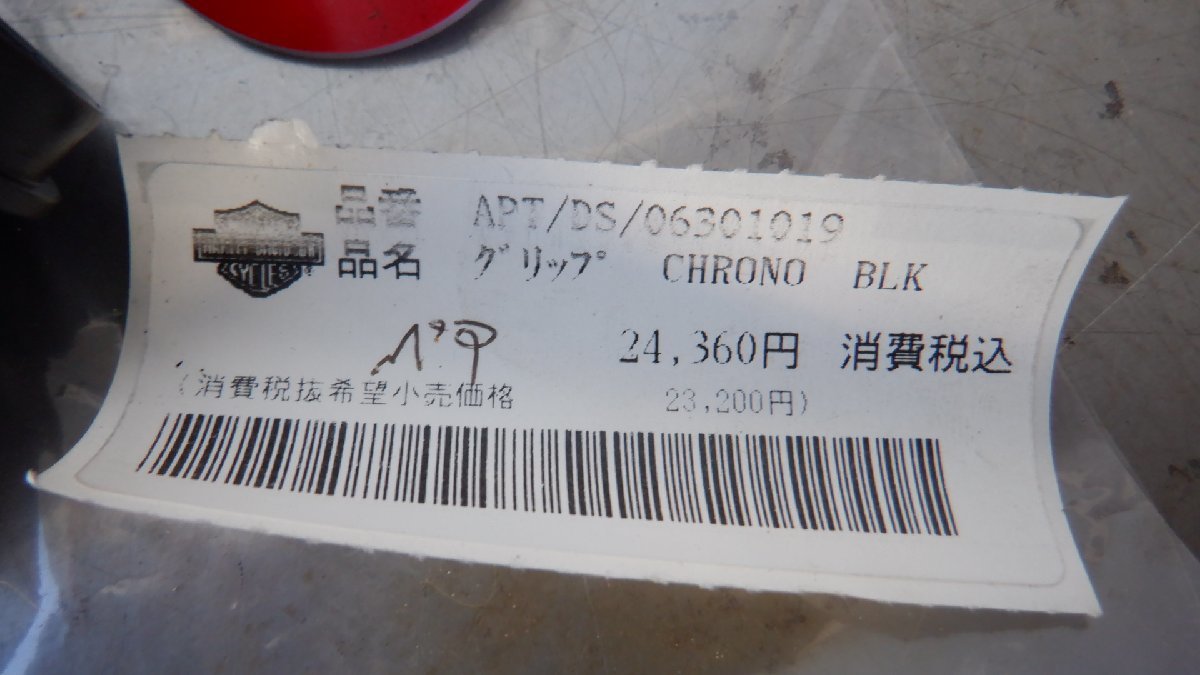 品番 APT/DS/06301019
品名 グリップ CHRONO BLK
24,360円 消費税込
(消費税抜希望小売価格 23,200円)
CYCLES